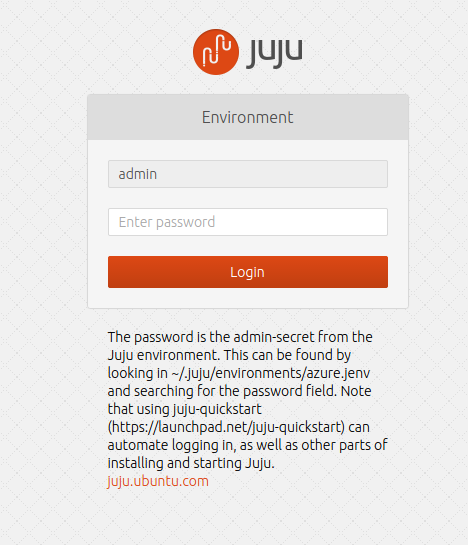 juju
Environment
admin
Enter password
Login
The password is the admin-secret from the
Juju environment. This can be found by
looking in ~/.juju/environments/azure.jenv
and searching for the password field. Note
that using juju-quickstart
(https://launchpad.net/juju-quickstart) can
automate logging in, as well as other parts of
installing and starting Juju.
juju.ubuntu.com